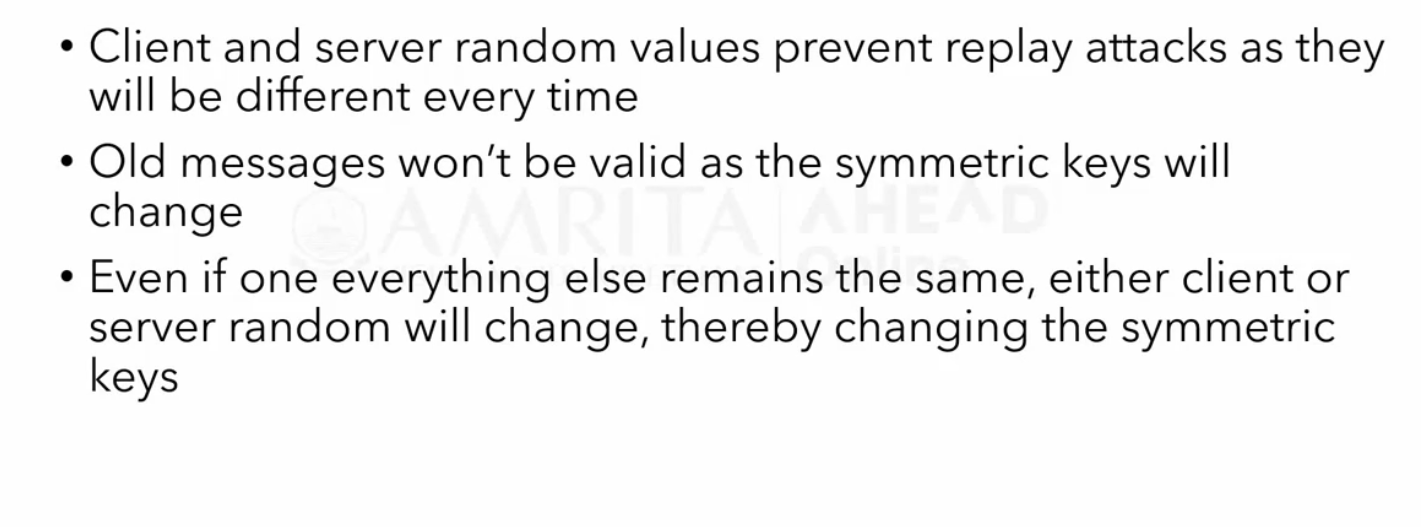 • Client and server random values prevent replay attacks as they
will be different every time
• Old messages won't be valid as the symmetric keys will
change
AMRITA AHEAD
Online
• Even if one everything else remains the same, either client or
server random will change, thereby changing the symmetric
keys